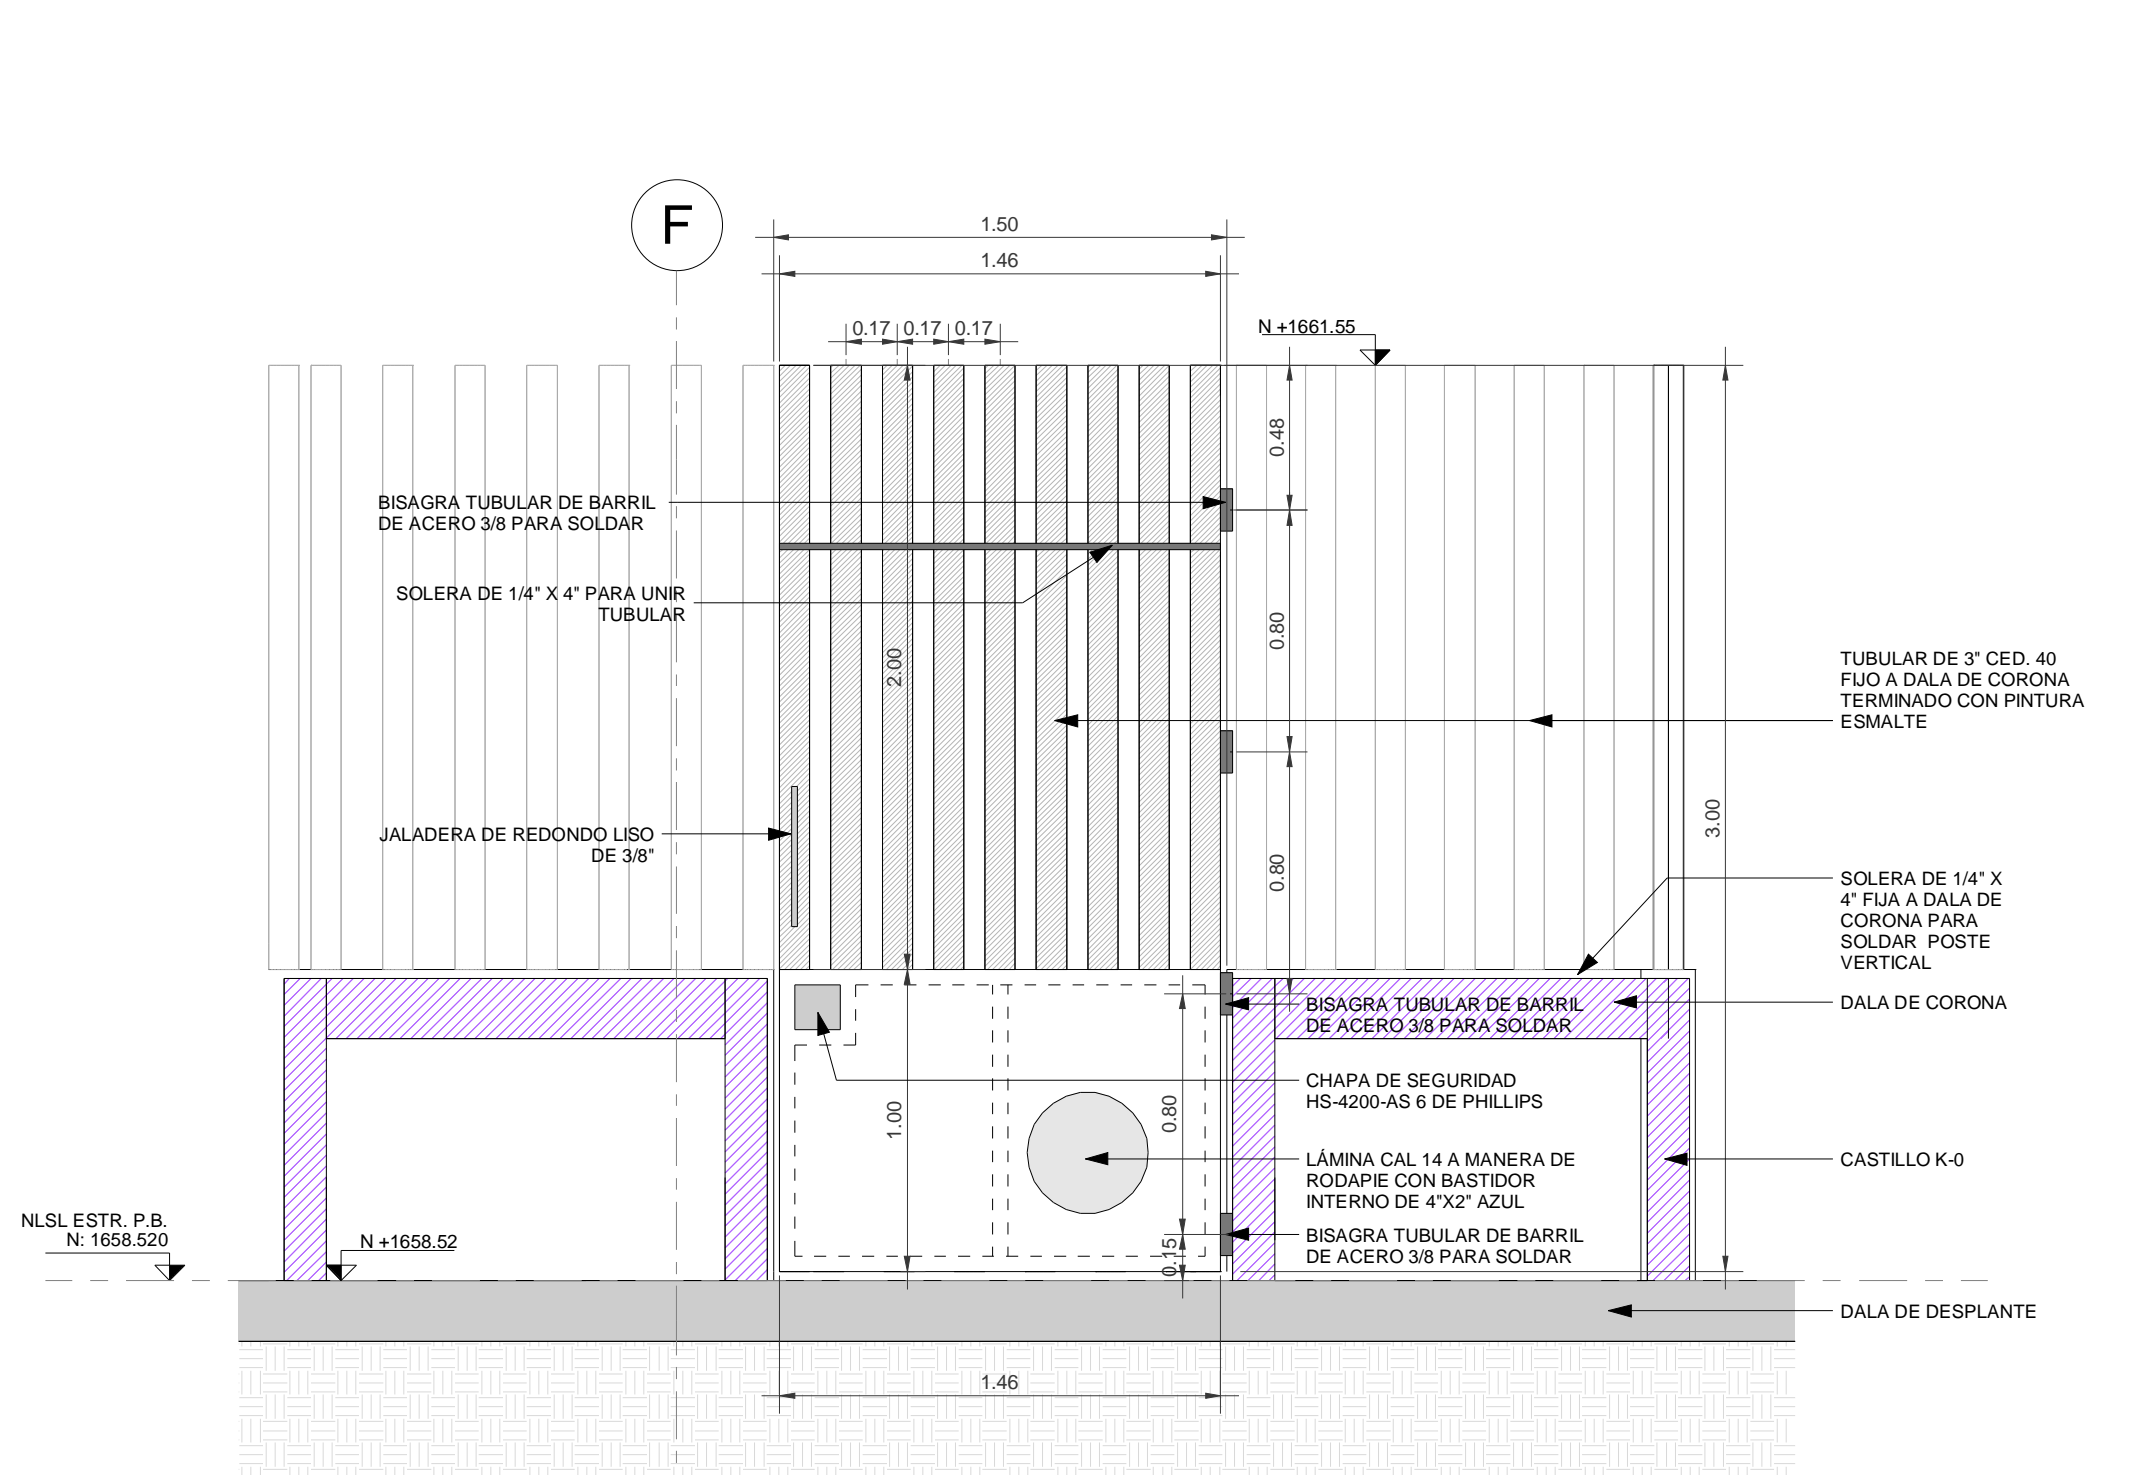 F
1.50
1.46
0.17
0.17
0.17
N +1661.55
0.48
BISAGRA TUBULAR DE BARRIL
DE ACERO 3/8 PARA SOLDAR
SOLERA DE 1/4" X 4" PARA UNIR
TUBULAR
0.80
2.00
TUBULAR DE 3" CED. 40
FIJO A DALA DE CORONA
TERMINADO CON PINTURA
ESMALTE
JALADERA DE REDONDO LISO
DE 3/8"
0.80
3.00
SOLERA DE 1/4" X
4" FIJA A DALA DE
CORONA PARA
SOLDAR POSTE
VERTICAL
BISAGRA TUBULAR DE BARRIL
DE ACERO 3/8 PARA SOLDAR
DALA DE CORONA
CHAPA DE SEGURIDAD
HS-4200-AS 6 DE PHILLIPS
1.00
0.80
LÁMINA CAL 14 A MANERA DE
RODAPIE CON BASTIDOR
INTERNO DE 4"X2" AZUL
CASTILLO K-0
NLSL ESTR. P.B.
N: 1658.520
N +1658.52
0.15
BISAGRA TUBULAR DE BARRIL
DE ACERO 3/8 PARA SOLDAR
DALA DE DESPLANTE
1.46